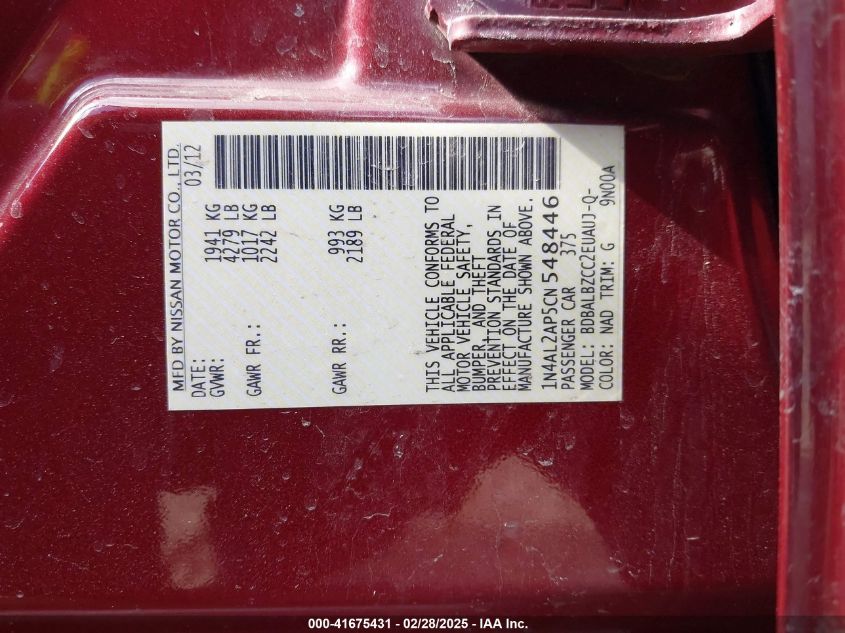 MFD BY NISSAN MOTOR CO., LTD.
DATE: 03/12
GVWR: 1941 KG
4279 LB
GAWR FR.: 1017 KG
2242 LB
GAWR RR.: 993 KG
2189 LB
THIS VEHICLE CONFORMS TO
ALL APPLICABLE FEDERAL
MOTOR VEHICLE SAFETY,
BUMPER, AND THEFT
PREVENTION STANDARDS IN
EFFECT ON THE DATE OF
MANUFACTURE SHOWN ABOVE.
1N4AL2AP5CN548446
PASSENGER CAR 375
MODEL: BDBALBZCC2EUAUJ-Q-
COLOR: NAD TRIM: G 9N00A
000-41675431 - 02/28/2025 - IAA Inc.